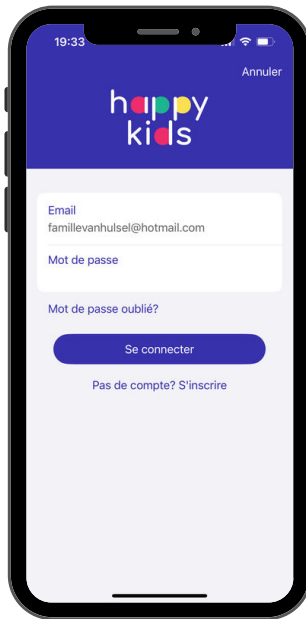 19:33
Annuler
happy
kids
Email
famillevanhulsel@hotmail.com
Mot de passe
Mot de passe oublié?
Se connecter
Pas de compte? S'inscrire